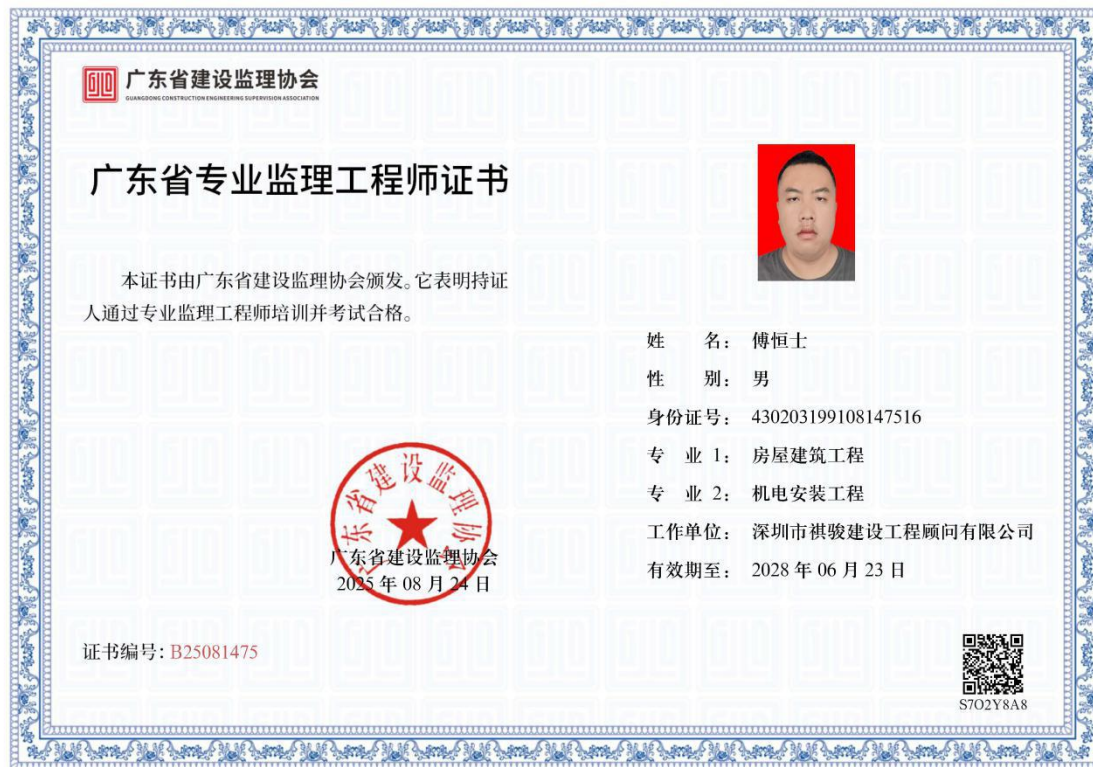 广东省建设监理协会
GUANGDONG CONSTRUCTION ENGINEERING SUPERVISION ASSOCIATION
广东省专业监理工程师证书
本证书由广东省建设监理协会颁发。它表明持证
人通过专业监理工程师培训并考试合格。
姓 名： 傅恒士
性 别： 男
身份证号： 430203199108147516
专 业 1： 房屋建筑工程
专 业 2： 机电安装工程
工作单位： 深圳市祺骏建设工程顾问有限公司
有效期至： 2028 年 06 月 23 日
广东省建设监理协会
广东省建设监理协会
2025 年 08 月 24 日
证书编号：B25081475
S7O2Y8A8